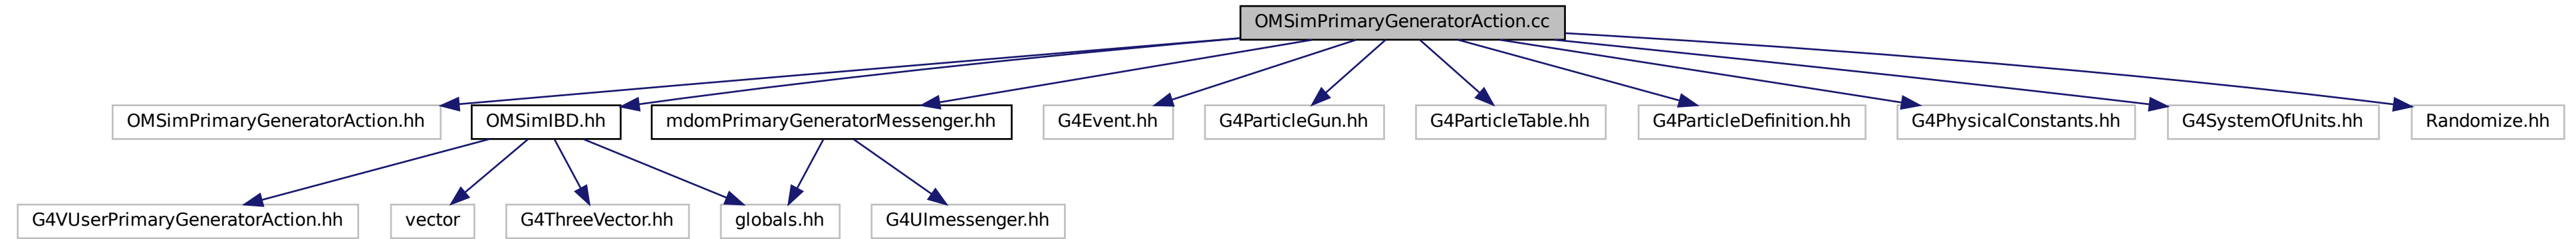 OMSimPrimaryGeneratorAction.cc
OMSimPrimaryGeneratorAction.hh
OMSimIBD.hh
mdomPrimaryGeneratorMessenger.hh
G4Event.hh
G4ParticleGun.hh
G4ParticleTable.hh
G4ParticleDefinition.hh
G4PhysicalConstants.hh
G4SystemOfUnits.hh
Randomize.hh
G4VUserPrimaryGeneratorAction.hh
vector
G4ThreeVector.hh
globals.hh
G4UImessenger.hh